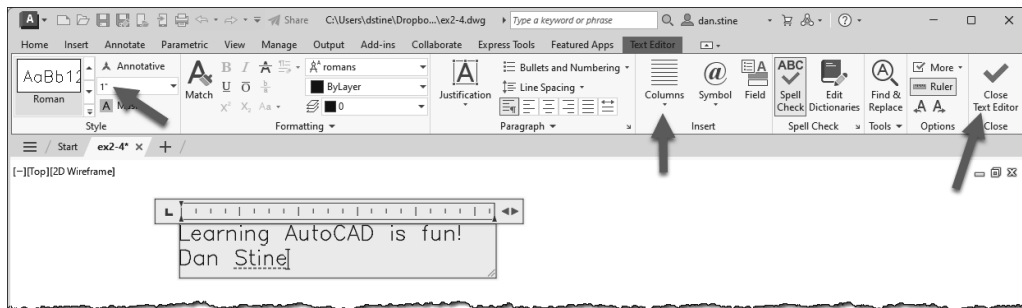 A Share C:\Users\dstine\Dropbo...\ex2-4.dwg Type a keyword or phrase dan.stine
Home Insert Annotate Parametric View Manage Output Add-ins Collaborate Express Tools Featured Apps Text Editor
AaBb12
Roman
Annotative
1"
A
Style
Match
B I romans
U O ByLayer
X² X₂ Aa 0
Formatting
Justification
Bullets and Numbering
Line Spacing
Paragraph
Columns
Symbol
Field
Insert
ABC
Spell Check
Edit Dictionaries
Spell Check
Find & Replace
Tools
More
Ruler
Options
Close Text Editor
Close
Start ex2-4*
[−][Top][2D Wireframe]
Learning AutoCAD is fun!
Dan Stine